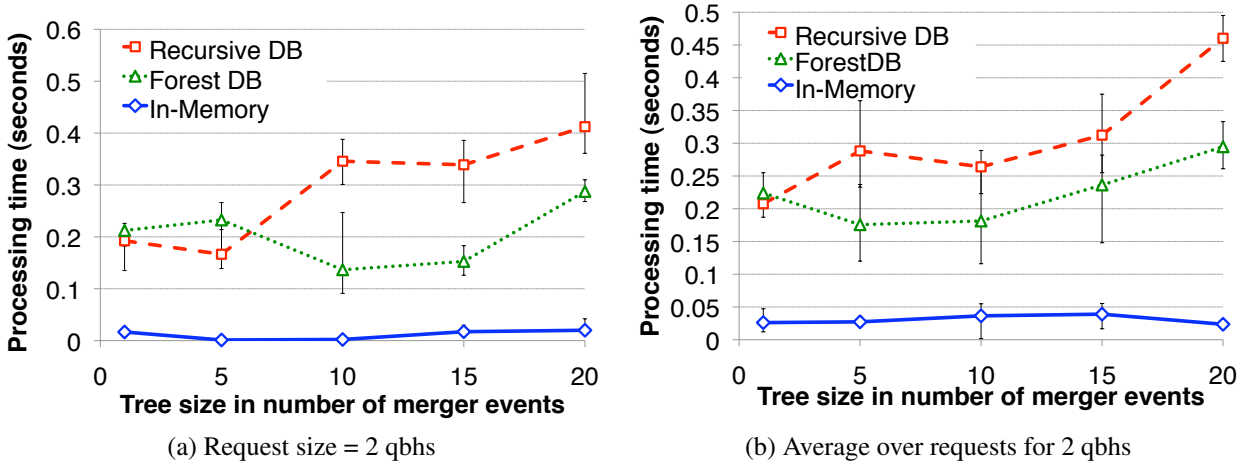 Processing time (seconds)
0.6
0.5
0.4
0.3
0.2
0.1
0
Recursive DB
Forest DB
In-Memory
0 5 10 15 20
Tree size in number of merger events
(a) Request size = 2 qbhs
Processing time (seconds)
0.5
0.45
0.4
0.35
0.3
0.25
0.2
0.15
0.1
0.05
0
Recursive DB
ForestDB
In-Memory
0 5 10 15 20
Tree size in number of merger events
(b) Average over requests for 2 qbhs